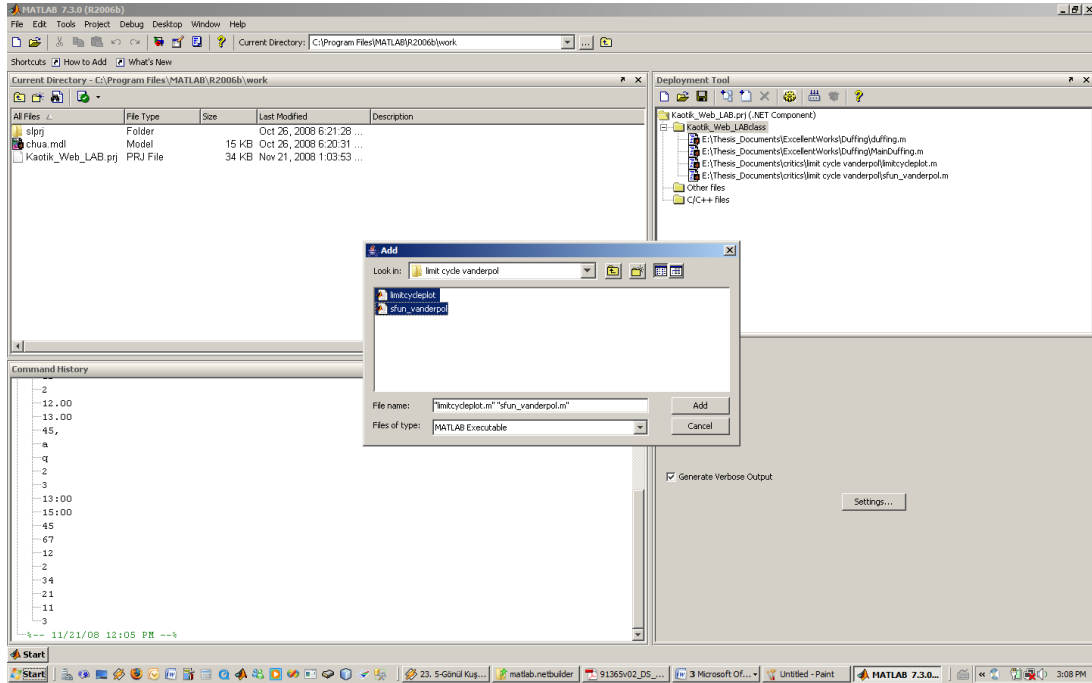 MATLAB 7.3.0 (R2006b)
File Edit Tools Project Debug Desktop Window Help
Current Directory: C:\Program Files\MATLAB\R2006b\work
Shortcuts How to Add What's New
Current Directory - C:\Program Files\MATLAB\R2006b\work
All Files File Type Size Last Modified Description
slprj Folder Oct 26, 2008 6:21:28 ...
chua.mdl Model 15 KB Oct 26, 2008 6:20:31 ...
Kaotik_Web_LAB.prj PRJ File 34 KB Nov 21, 2008 1:03:53 ...
Deployment Tool
Kaotik_Web_LAB.prj (.NET Component)
Kaotik_Web_LABclass
E:\Thesis_Documents\ExcellentWorks\Duffing\duffing.m
E:\Thesis_Documents\ExcellentWorks\Duffing\MainDuffing.m
E:\Thesis_Documents\critics\limit cycle vanderpol\limitcycleplot.m
E:\Thesis_Documents\critics\limit cycle vanderpol\sfun_vanderpol.m
Other files
C/C++ files
Add
Look in: limit cycle vanderpol
limitcycleplot
sfun_vanderpol
File name: "limitcycleplot.m" "sfun_vanderpol.m" Add
Files of type: MATLAB Executable Cancel
Generate Verbose Output
Settings...
Command History
2
12.00
13.00
45,
a
q
2
3
13:00
15:00
45
67
12
2
34
21
11
3
%-- 11/21/08 12:05 PM --%
Start
Start 23. 5-Gönül Kuş... matlab.netbuilder 91365v02_DS_... 3 Microsoft Of... Untitled - Paint MATLAB 7.3.0... 3:08 PM